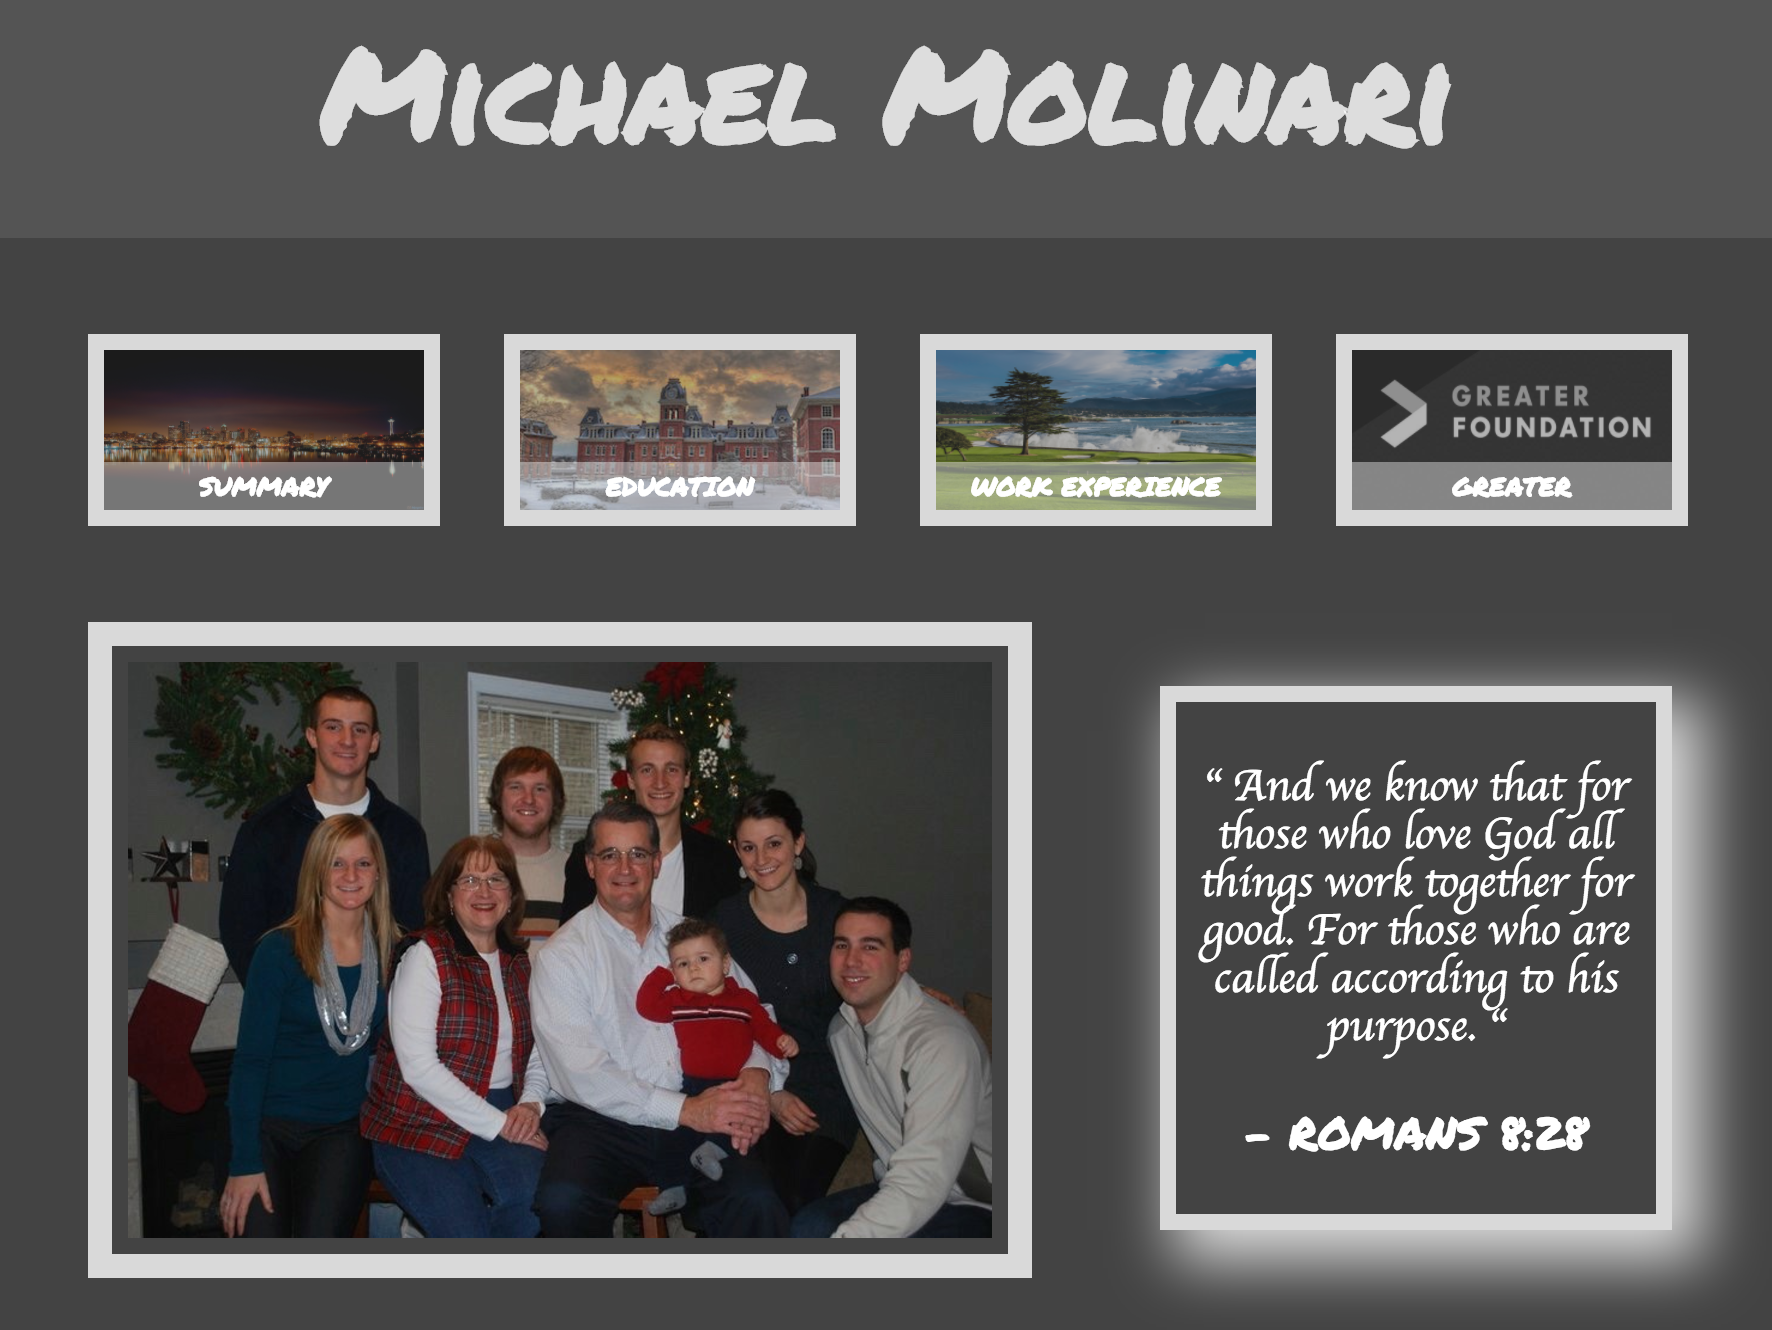 Michael Molinari
GREATER
FOUNDATION
SUMMARY
EDUCATION
WORK EXPERIENCE
GREATER
“ And we know that for
those who love God all
things work together for
good. For those who are
called according to his
purpose. “
- ROMANS 8:28